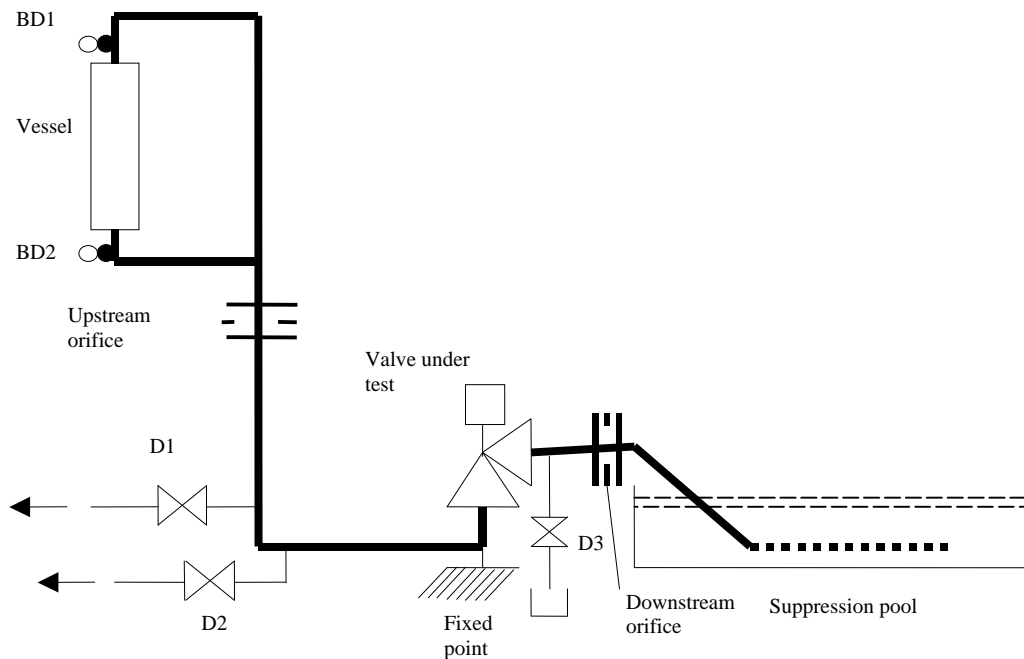 BD1
Vessel
BD2
Upstream
orifice
Valve under
test
D1
D2
D3
Fixed
point
Downstream
orifice
Suppression pool